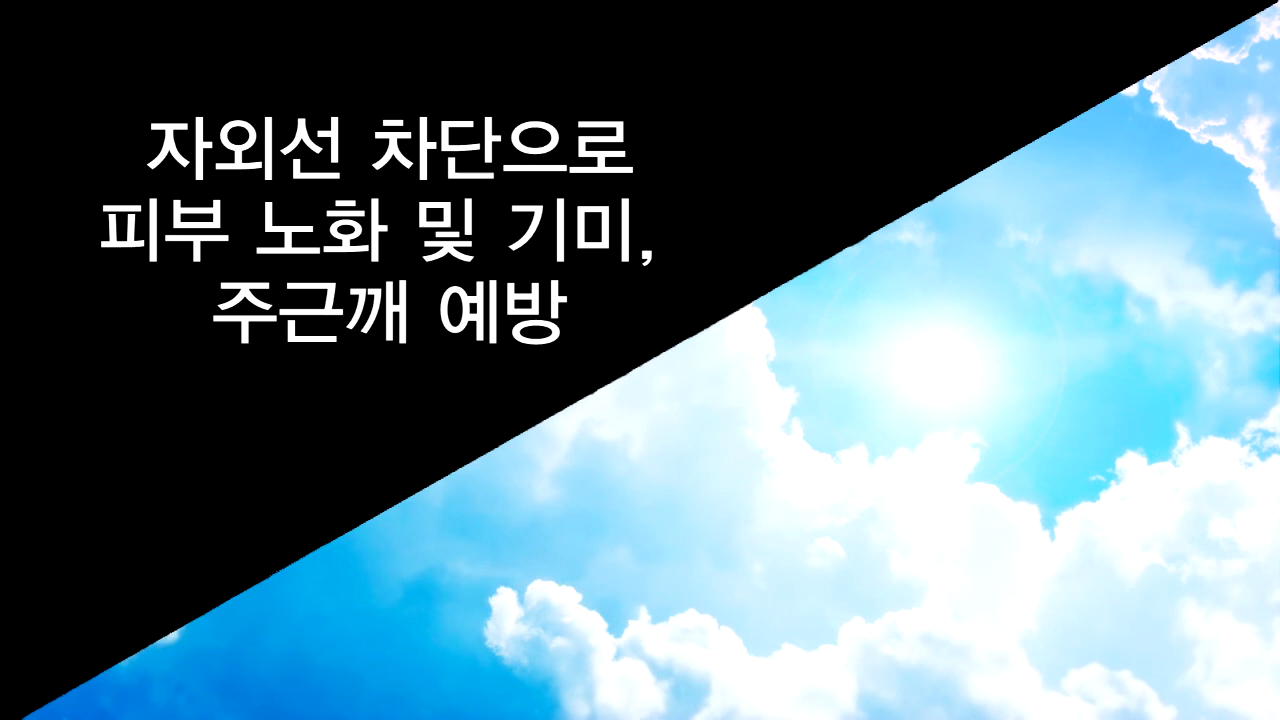 자외선 차단으로
피부 노화 및 기미,
주근깨 예방